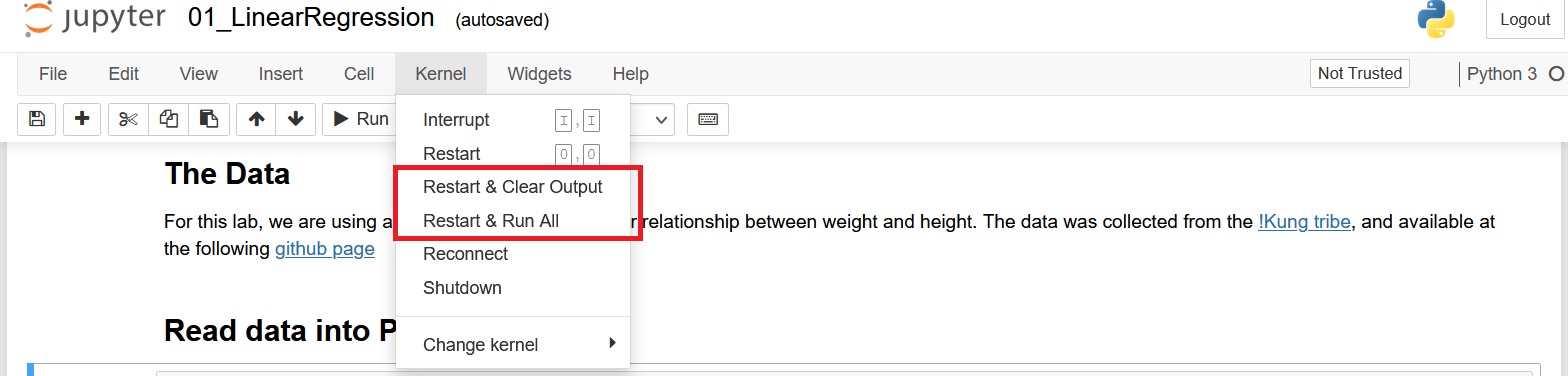 jupyter 01_LinearRegression (autosaved) Logout
File Edit View Insert Cell Kernel Widgets Help Not Trusted Python 3
Run
Interrupt I , I
Restart 0 , 0
Restart & Clear Output
Restart & Run All
Reconnect
Shutdown
Change kernel
The Data
For this lab, we are using a r relationship between weight and height. The data was collected from the !Kung tribe, and available at
the following github page
Read data into P